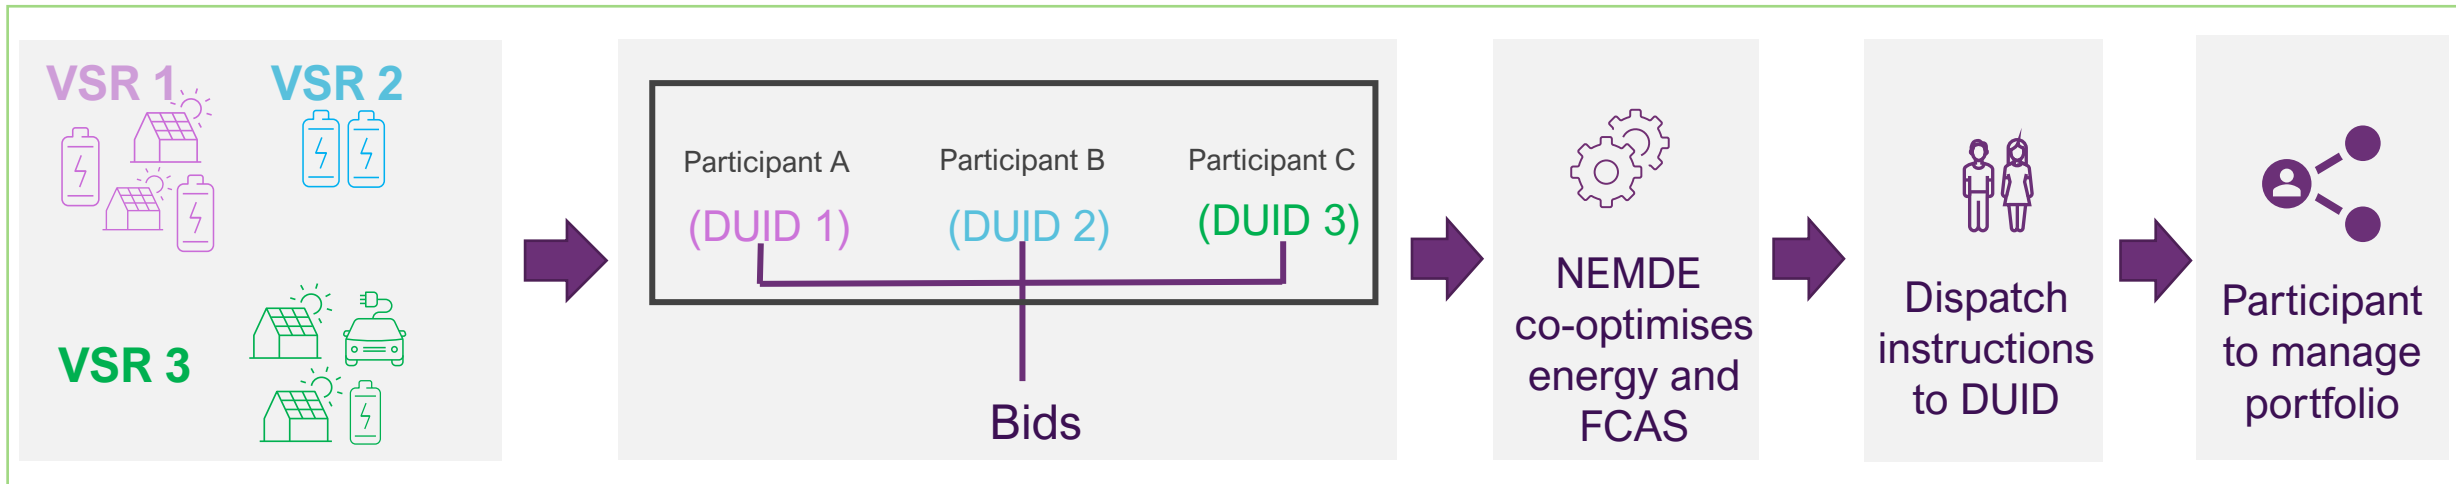 VSR 1
VSR 2
VSR 3
Participant A
(DUID 1)
Participant B
(DUID 2)
Participant C
(DUID 3)
Bids
NEMDE
co-optimises
energy and
FCAS
Dispatch
instructions
to DUID
Participant
to manage
portfolio